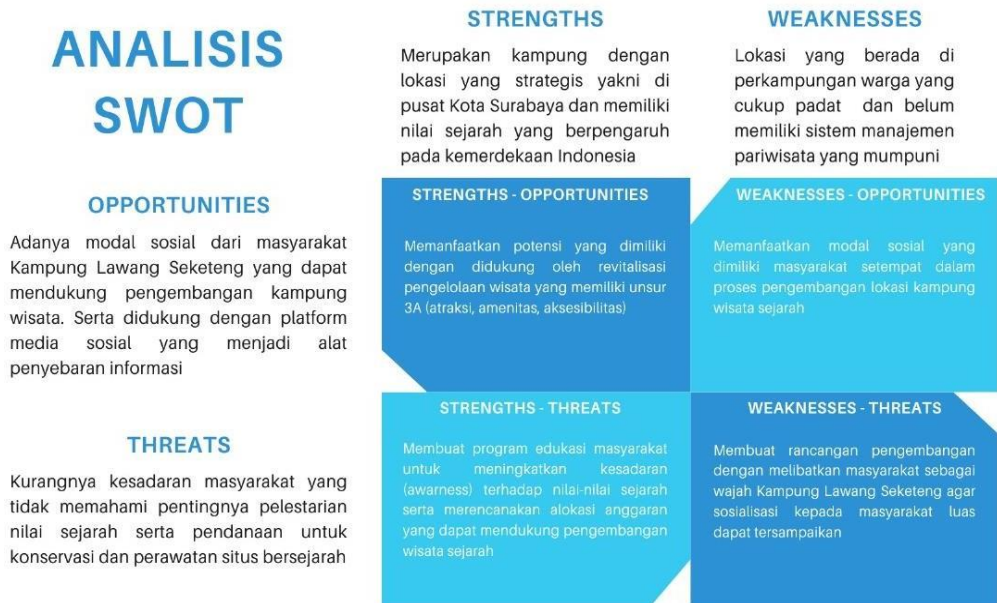 ANALISIS
SWOT
STRENGTHS
Merupakan kampung dengan
lokasi yang strategis yakni di
pusat Kota Surabaya dan memiliki
nilai sejarah yang berpengaruh
pada kemerdekaan Indonesia
WEAKNESSES
Lokasi yang berada di
perkampungan warga yang
cukup padat dan belum
memiliki sistem manajemen
pariwisata yang mumpuni
OPPORTUNITIES
Adanya modal sosial dari masyarakat
Kampung Lawang Seketeng yang dapat
mendukung pengembangan kampung
wisata. Serta didukung dengan platform
media sosial yang menjadi alat
penyebaran informasi
STRENGTHS - OPPORTUNITIES
Memanfaatkan potensi yang dimiliki
dengan didukung oleh revitalisasi
pengelolaan wisata yang memiliki unsur
3A (atraksi, amenitas, aksesibilitas)
WEAKNESSES - OPPORTUNITIES
Memanfaatkan modal sosial yang
dimiliki masyarakat setempat dalam
proses pengembangan lokasi kampung
wisata sejarah
THREATS
Kurangnya kesadaran masyarakat yang
tidak memahami pentingnya pelestarian
nilai sejarah serta pendanaan untuk
konservasi dan perawatan situs bersejarah
STRENGTHS - THREATS
Membuat program edukasi masyarakat
untuk meningkatkan kesadaran
(awarness) terhadap nilai-nilai sejarah
serta merencanakan alokasi anggaran
yang dapat mendukung pengembangan
wisata sejarah
WEAKNESSES - THREATS
Membuat rancangan pengembangan
dengan melibatkan masyarakat sebagai
wajah Kampung Lawang Seketeng agar
sosialisasi kepada masyarakat luas
dapat tersampaikan